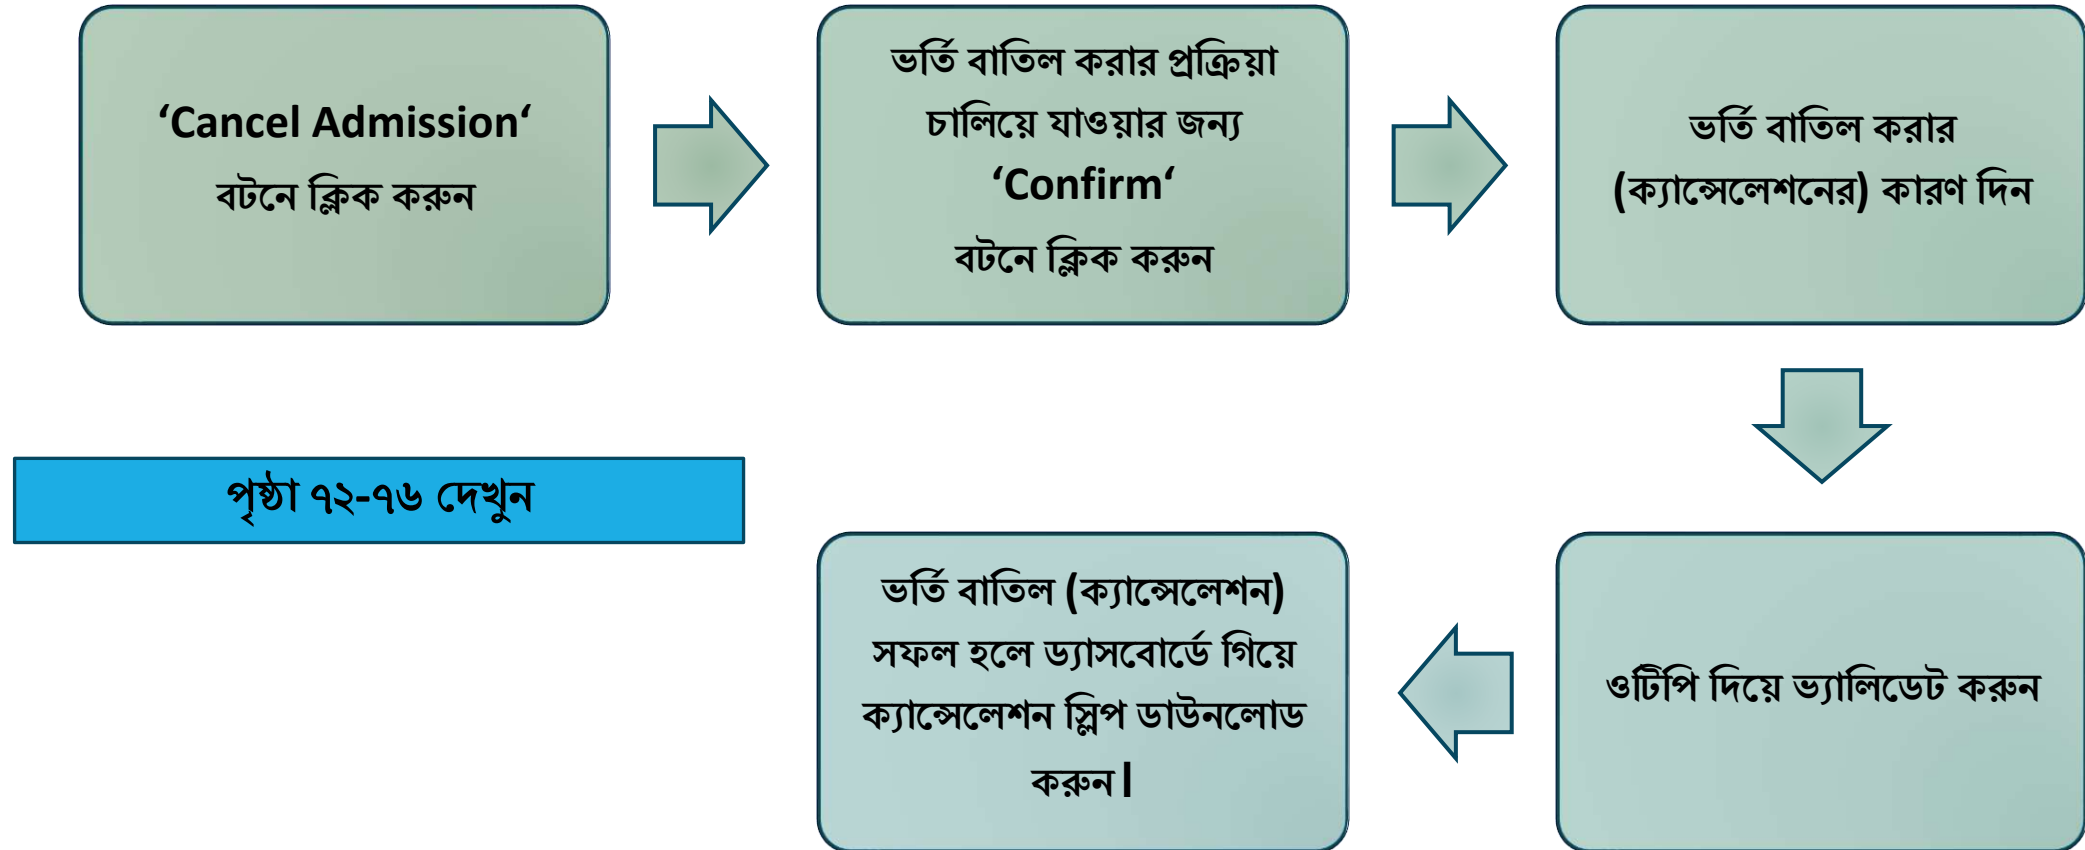 ‘Cancel Admission‘
বটনে ক্লিক করুন
ভর্তি বাতিল করার প্রক্রিয়া
চালিয়ে যাওয়ার জন্য
‘Confirm‘
বটনে ক্লিক করুন
ভর্তি বাতিল করার
(ক্যান্সেলেশনের) কারণ দিন
ওটিপি দিয়ে ভ্যালিডেট করুন
ভর্তি বাতিল (ক্যান্সেলেশন)
সফল হলে ড্যাসবোর্ডে গিয়ে
ক্যান্সেলেশন স্লিপ ডাউনলোড
করুন।
পৃষ্ঠা ৭২-৭৬ দেখুন